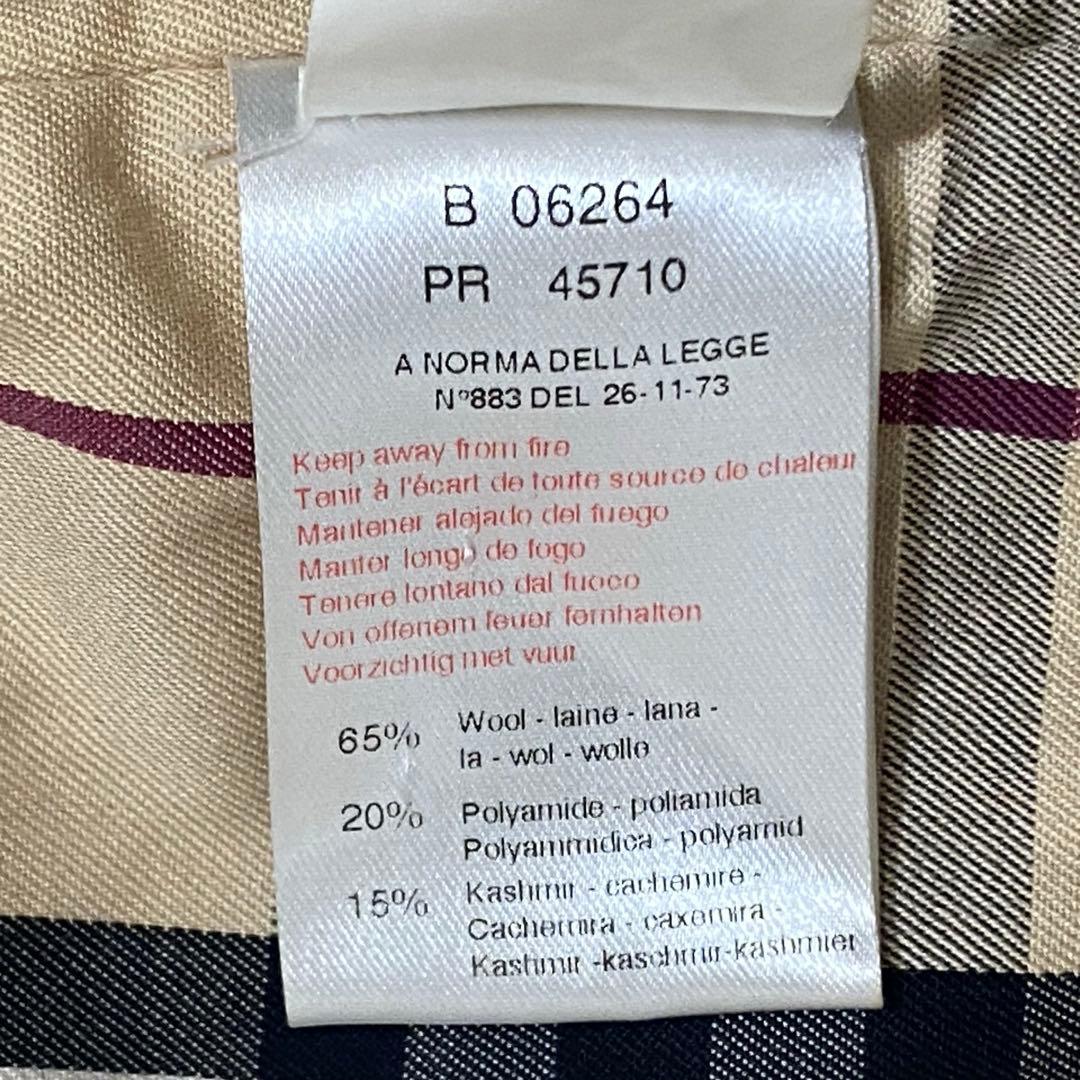 B 06264
PR 45710
A NORMA DELLA LEGGE
N°883 DEL 26-11-73
Keep away from fire
Tenir à l'écart de toute source de chaleur
Mantener alejado del fuego
Manter longo de fogo
Tenere lontano dal fuoco
Von offenem feuer fernhalten
Voorzichtig met vuur
65% Wool - laine - lana -
la - wol - wolle
20% Polyamide - poliamida
Polyammidica - polyamid
15% Kashmir - cachemire -
Cachemira - caxemira -
Kashmir -kaschmir-kashmier